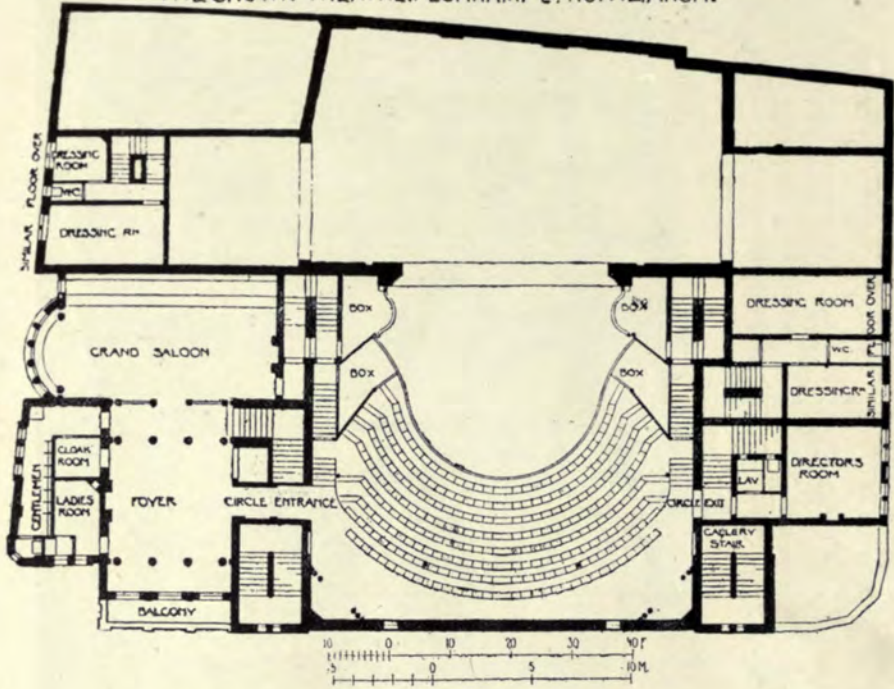 DRESSING
ROOM
W.C.
DRESSING RM
SIMILAR FLOOR OVER
GRAND SALOON
CLOAK
ROOM
GENTLEMEN
LADIES
ROOM
FOYER
BALCONY
CIRCLE ENTRANCE
BOX
BOX
BOX
BOX
DRESSING ROOM
W.C.
DRESSING RM
SIMILAR FLOOR OVER
DIRECTORS
ROOM
LAV.
CIRCLE EXIT
GALLERY
STAIR
10 0 10 20 30 40 F
5 0 5 10 M.